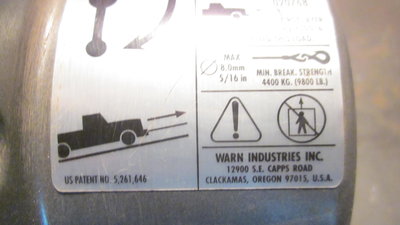 MAX
8.0mm
5/16 in
MIN. BREAK. STRENGTH
4400 KG. (9800 LB.)
WARN INDUSTRIES INC.
12900 S.E. CAPPS ROAD
CLACKAMAS, OREGON 97015, U.S.A.
US PATENT NO. 5,261,646